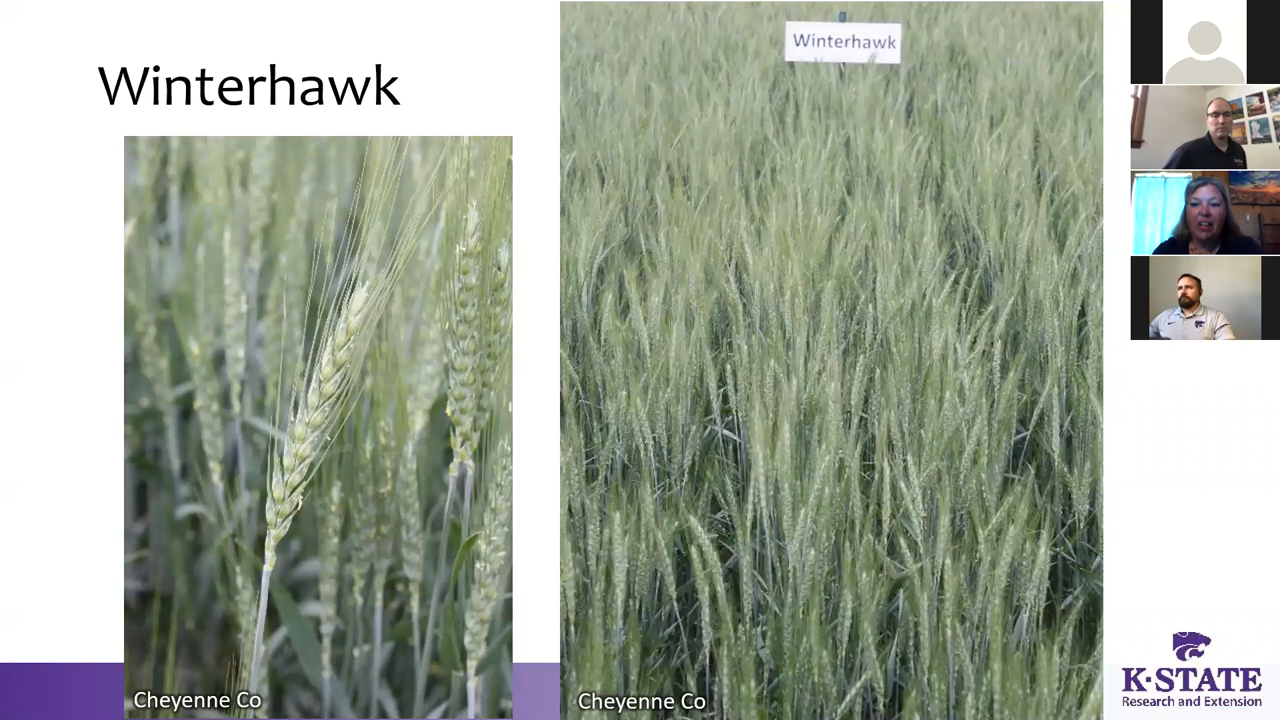 Winterhawk
Winterhawk
Cheyenne Co
Cheyenne Co
K-STATE
Research and Extension